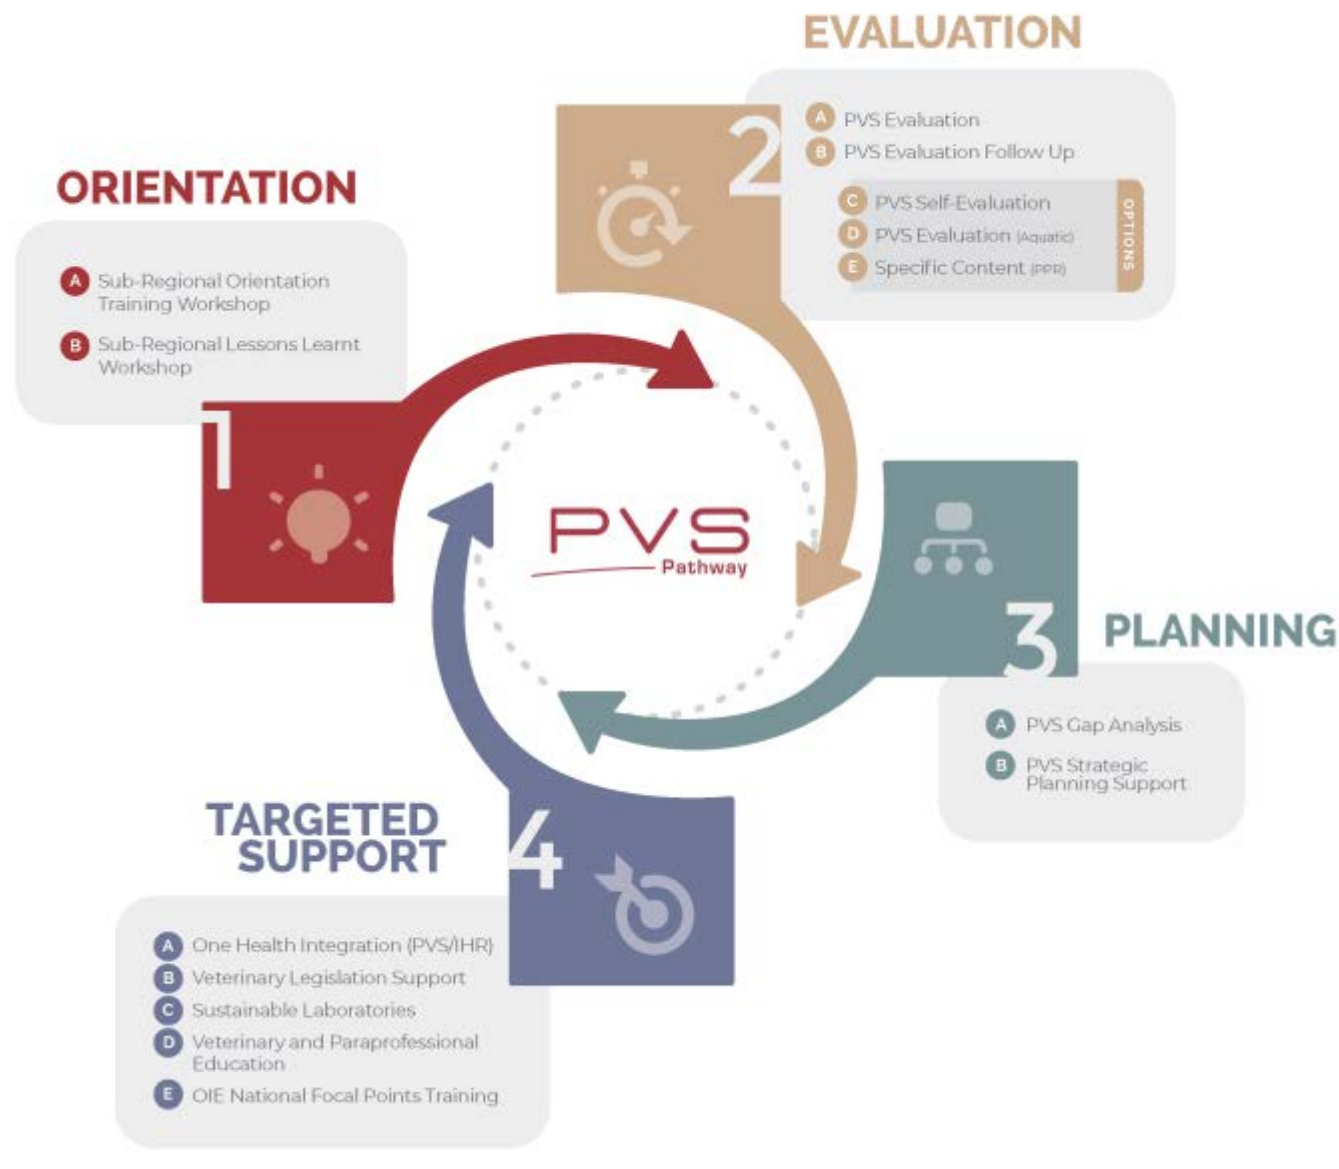 EVALUATION
2
A PVS Evaluation
B PVS Evaluation Follow Up
C PVS Self-Evaluation
D PVS Evaluation (Aquatic)
E Specific Content (PPR)
OPTIONS
ORIENTATION
A Sub-Regional Orientation
Training Workshop
B Sub-Regional Lessons Learnt
Workshop
1
PVS
Pathway
3
PLANNING
A PVS Gap Analysis
B PVS Strategic
Planning Support
TARGETED
SUPPORT
4
A One Health Integration (PVS/IHR)
B Veterinary Legislation Support
C Sustainable Laboratories
D Veterinary and Paraprofessional
Education
E OIE National Focal Points Training